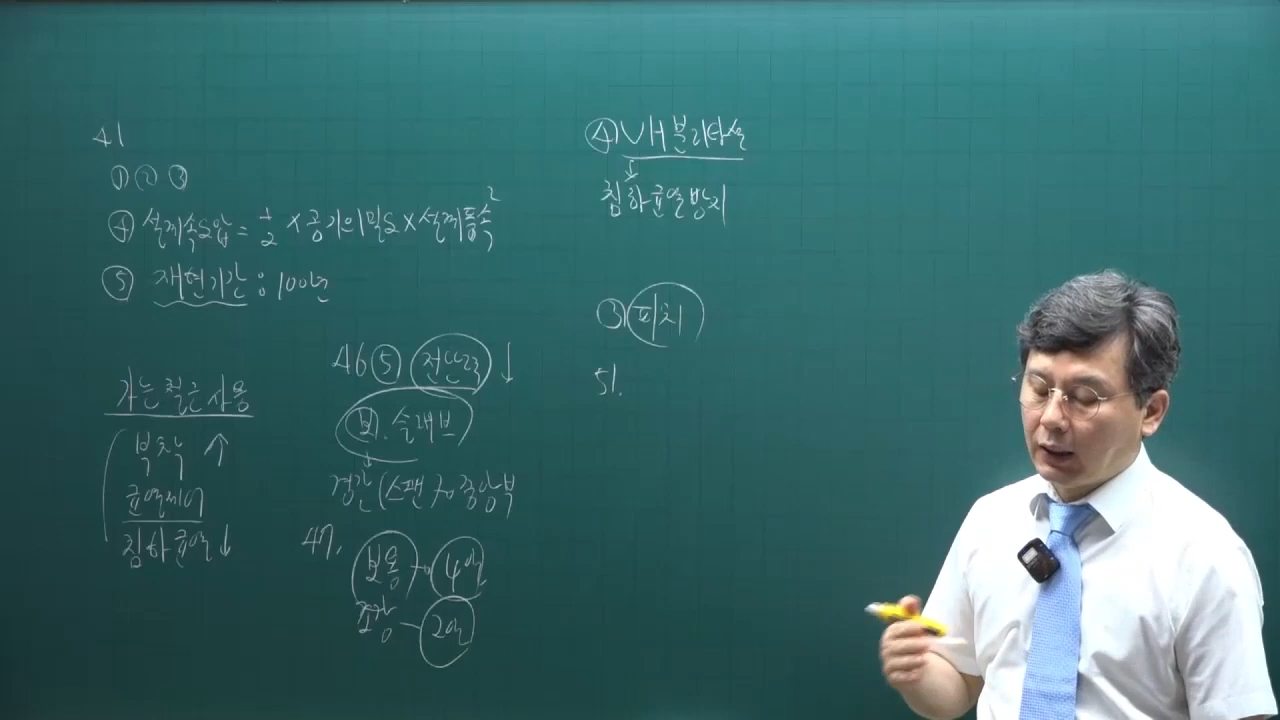 41
① ② ③
④ 설계속도압 = 1/2 × 공기의 밀도 × 설계풍속²
⑤ 재현기간 : 100년
가는 철근 사용
부착 ↑
균열제어
침하균열↓
46 ⑤ 전단력 ↓
보, 슬래브
↓
경간(스팬)의 중앙부
47.
보통 → 4일
조강 - 2일
④ VH 분리타설
↓
침하균열 방지
③ 피치
51.